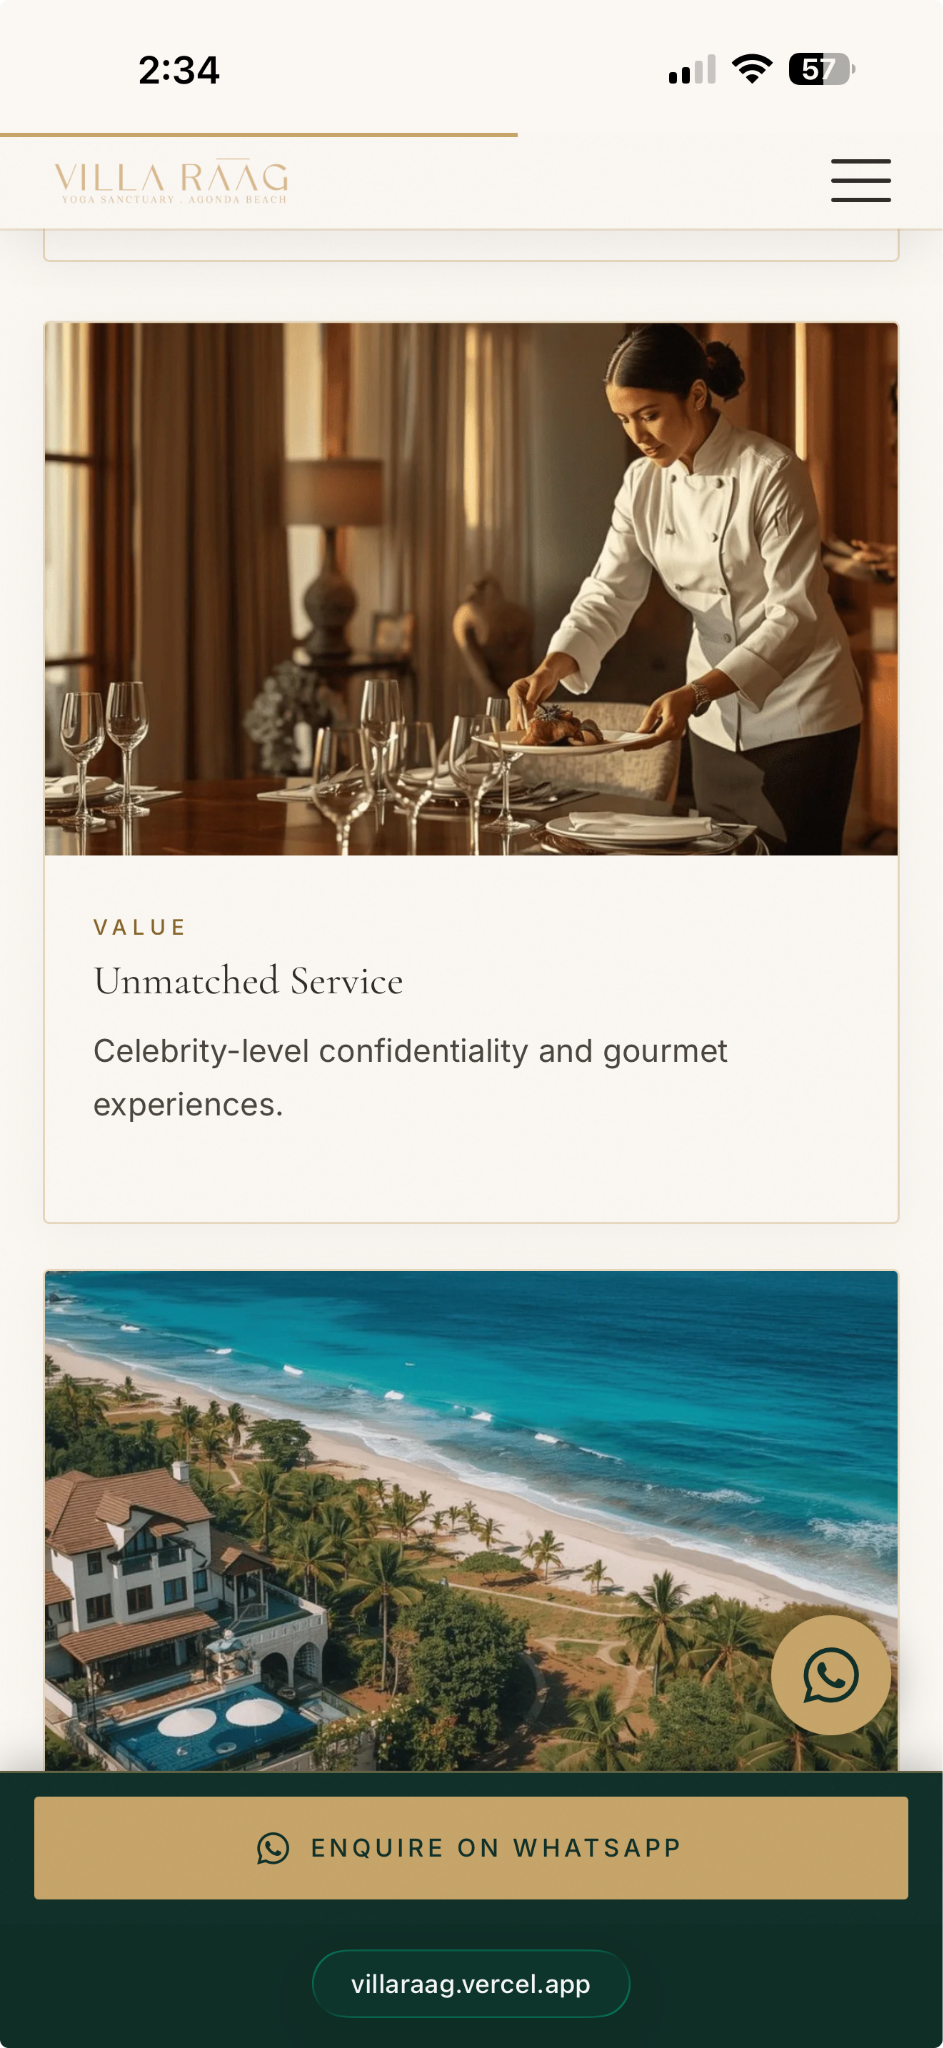 2:34
57
VILLA RĀĀG
YOGA SANCTUARY . AGONDA BEACH
VALUE
Unmatched Service
Celebrity-level confidentiality and gourmet
experiences.
ENQUIRE ON WHATSAPP
villaraag.vercel.app